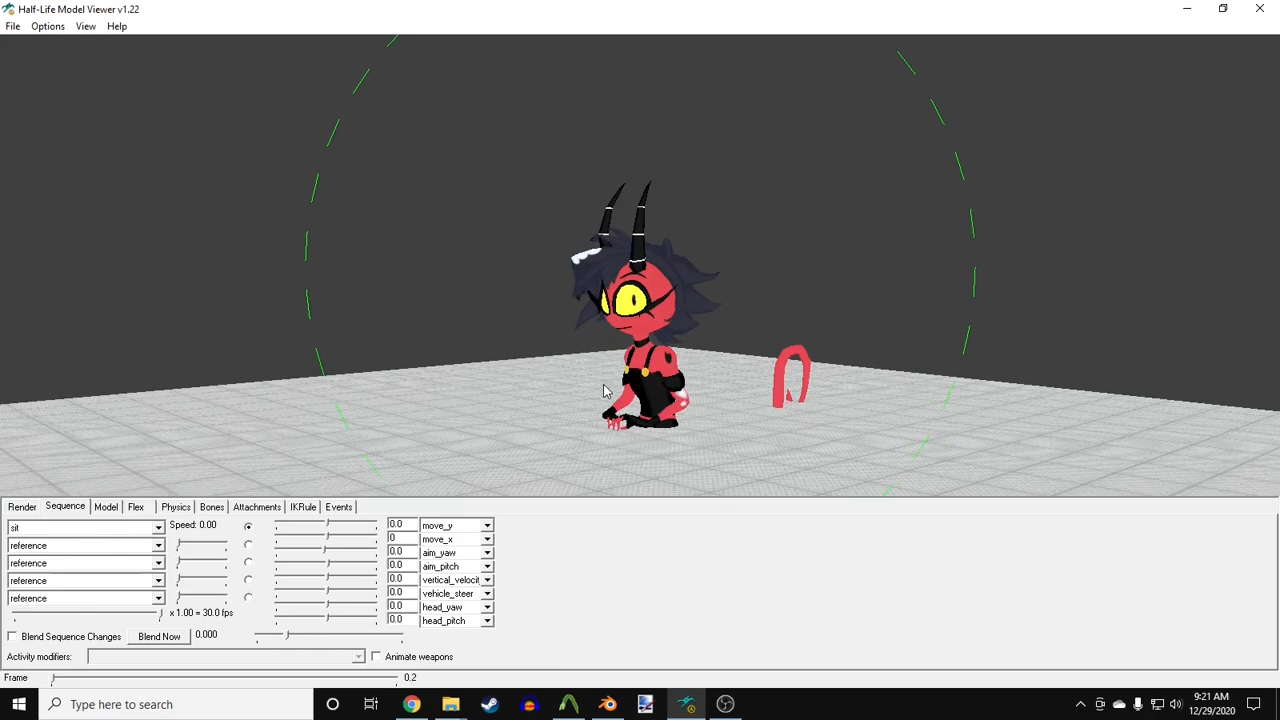 Half-Life Model Viewer v1.22
File Options View Help
Render Sequence Model Flex Physics Bones Attachments IKRule Events
sit Speed: 0.00 0.0 move_y
reference 0 move_x
0.0 aim_yaw
reference 0.0 aim_pitch
reference 0.0 vertical_velocit
0.0 vehicle_steer
reference 0.0 head_yaw
x 1.00 = 30.0 fps 0.0 head_pitch
Blend Sequence Changes Blend Now 0.000
Activity modifiers: Animate weapons
Frame 0.2
Type here to search
9:21 AM
12/29/2020